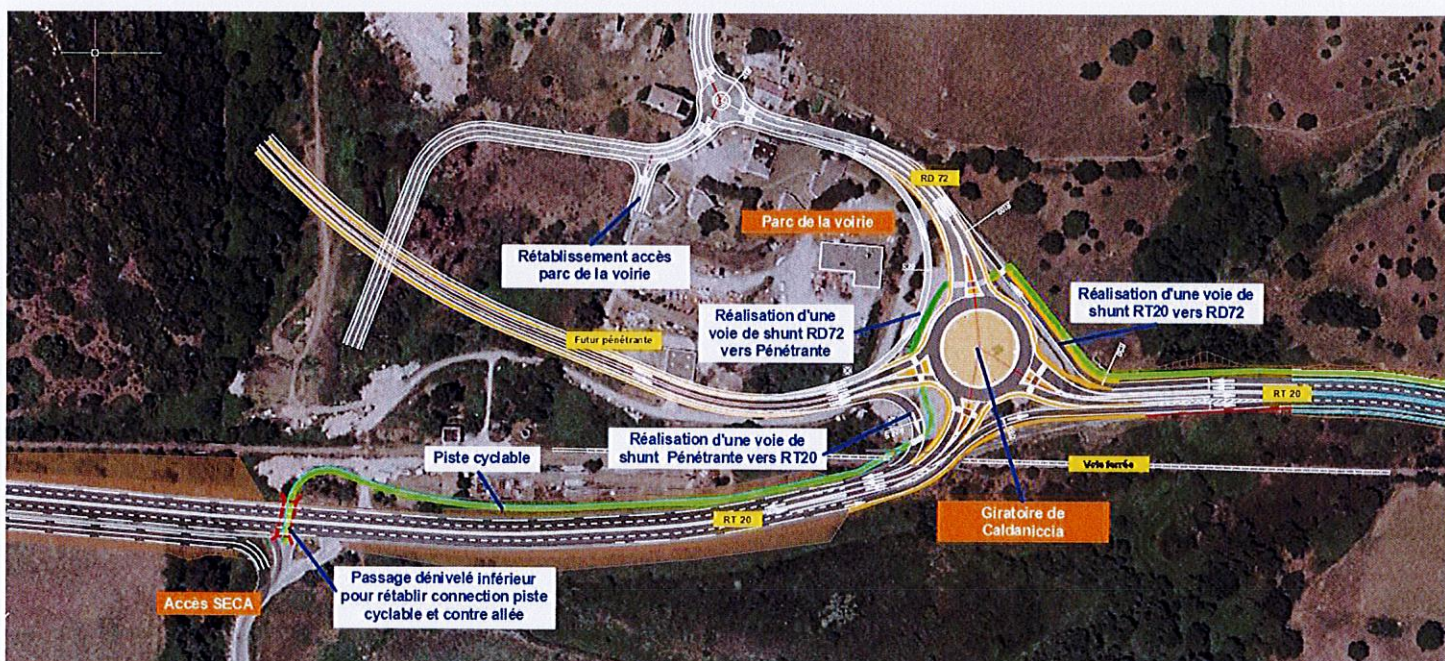 RD 72
Parc de la voirie
Rétablissement accès
parc de la voirie
Réalisation d'une
voie de shunt RD72
vers Pénétrante
Réalisation d'une voie de
shunt RT20 vers RD72
Futur pénétrante
RT 20
Réalisation d'une voie de
shunt Pénétrante vers RT20
Piste cyclable
Voie ferrée
RT 20
Giratoire de
Caldaniccia
Passage dénivelé inférieur
pour rétablir connection piste
cyclable et contre allée
Accès SECA